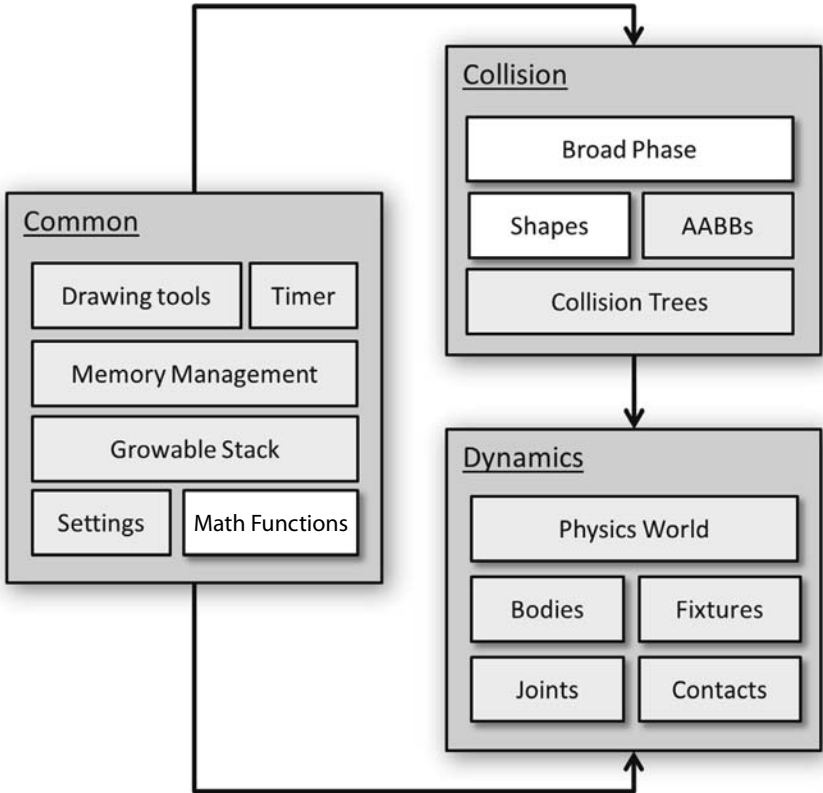 Collision
Broad Phase
Shapes
AABBs
Collision Trees
Common
Drawing tools
Timer
Memory Management
Growable Stack
Settings
Math Functions
Dynamics
Physics World
Bodies
Fixtures
Joints
Contacts